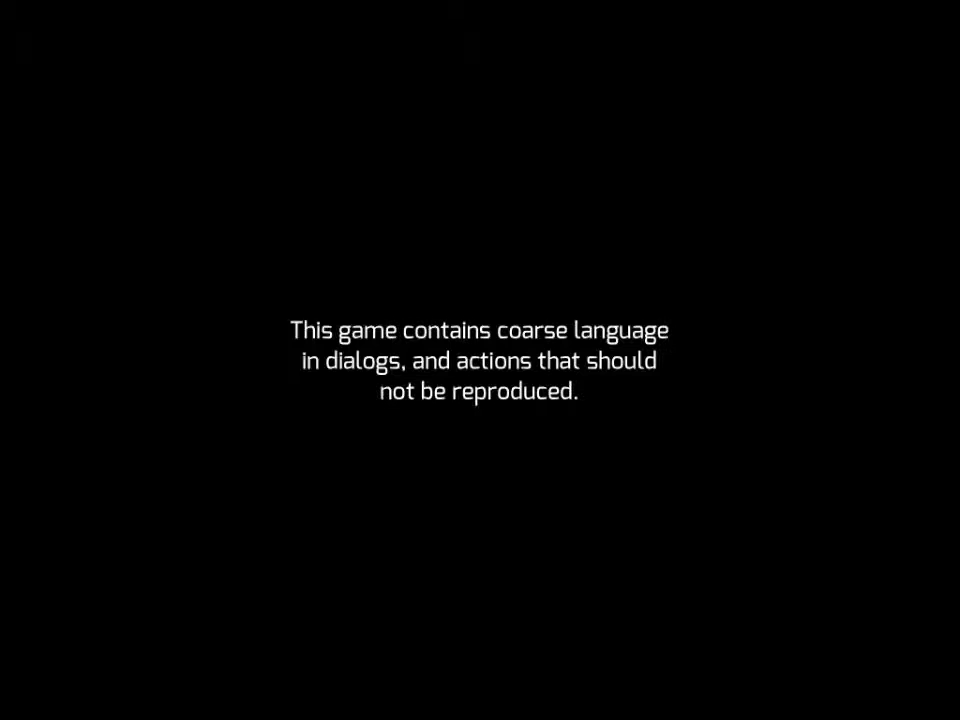 This game contains coarse language
in dialogs, and actions that should
not be reproduced.